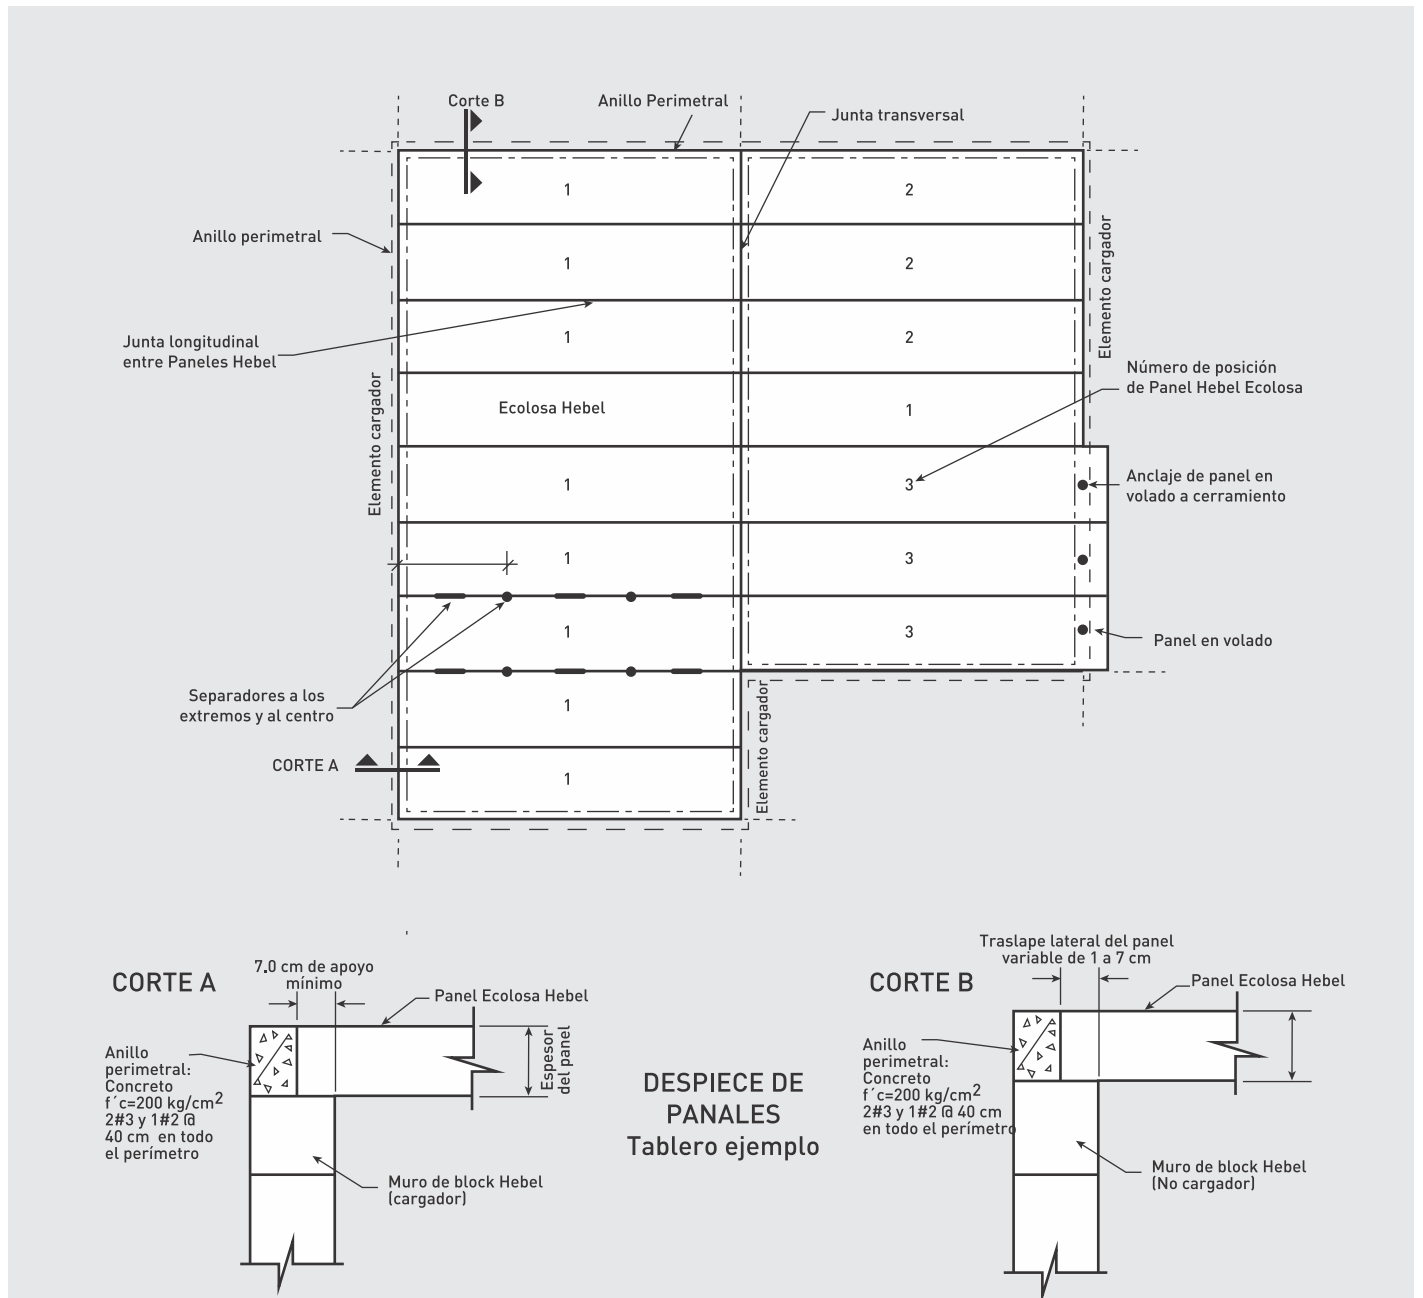 Corte B
Anillo Perimetral
Junta transversal
1
2
Anillo perimetral
Elemento cargador
1
2
Junta longitudinal
entre Paneles Hebel
1
2
Número de posición
de Panel Hebel Ecolosa
Elemento cargador
Ecolosa Hebel
1
1
3
Anclaje de panel en
volado a cerramiento
1
3
1
3
Panel en volado
Separadores a los
extremos y al centro
1
Elemento cargador
CORTE A
1
CORTE A
7.0 cm de apoyo
mínimo
Panel Ecolosa Hebel
Espesor
del panel
Anillo
perimetral:
Concreto
f´c=200 kg/cm2
2#3 y 1#2 @
40 cm en todo
el perímetro
Muro de block Hebel
(cargador)
DESPIECE DE
PANALES
Tablero ejemplo
CORTE B
Traslape lateral del panel
variable de 1 a 7 cm
Panel Ecolosa Hebel
Anillo
perimetral:
Concreto
f´c=200 kg/cm2
2#3 y 1#2 @ 40 cm
en todo el perímetro
Muro de block Hebel
(No cargador)